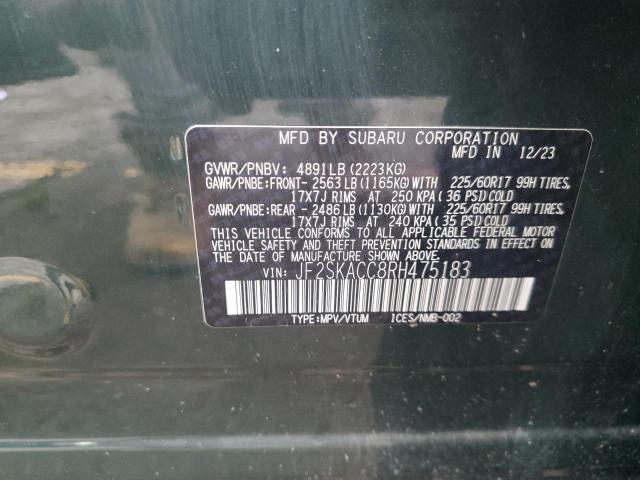 MFD BY SUBARU CORPORATION
MFD IN 12/23
GVWR/PNBV: 4891LB (2223KG)
GAWR/PNBE:FRONT- 2563LB (1165KG) WITH 225/60R17 99H TIRES,
17X7J RIMS AT 250 KPA ( 36 PSI) COLD
GAWR/PNBE:REAR - 2486LB (1130KG) WITH 225/60R17 99H TIRES,
17X7J RIMS AT 240 KPA ( 35 PSI) COLD
THIS VEHICLE CONFORMS TO ALL APPLICABLE FEDERAL MOTOR
VEHICLE SAFETY AND THEFT PREVENTION STANDARDS IN EFFECT ON
THE DATE OF MANUFACTURE SHOWN ABOVE.
VIN: JF2SKACC8RH475183
TYPE:MPV/VTUM ICES/NMB-002